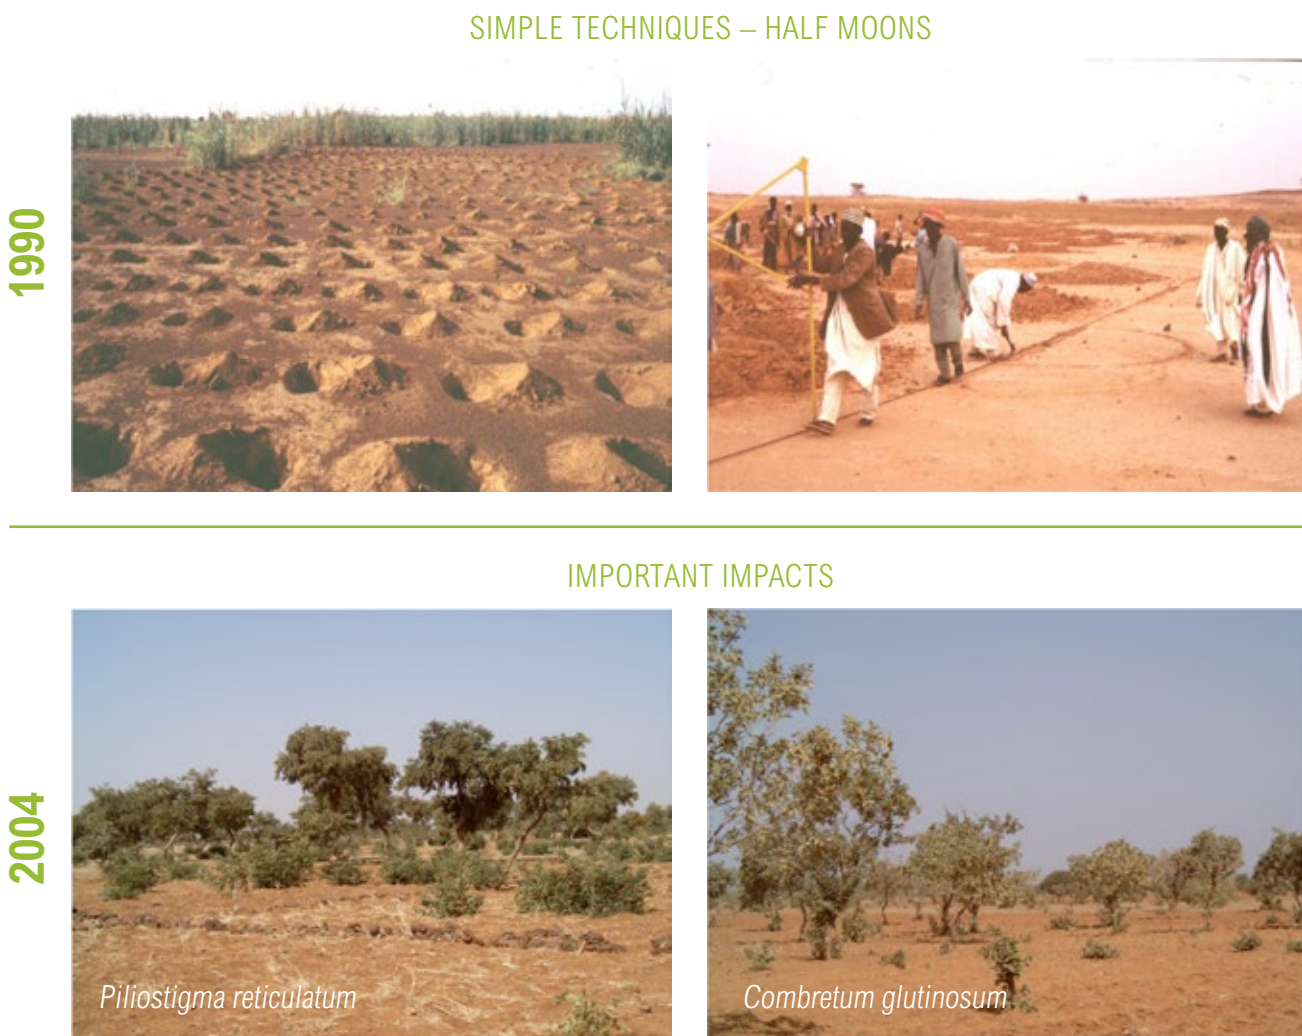 SIMPLE TECHNIQUES – HALF MOONS
1990
IMPORTANT IMPACTS
2004
Piliostigma reticulatum
Combretum glutinosum